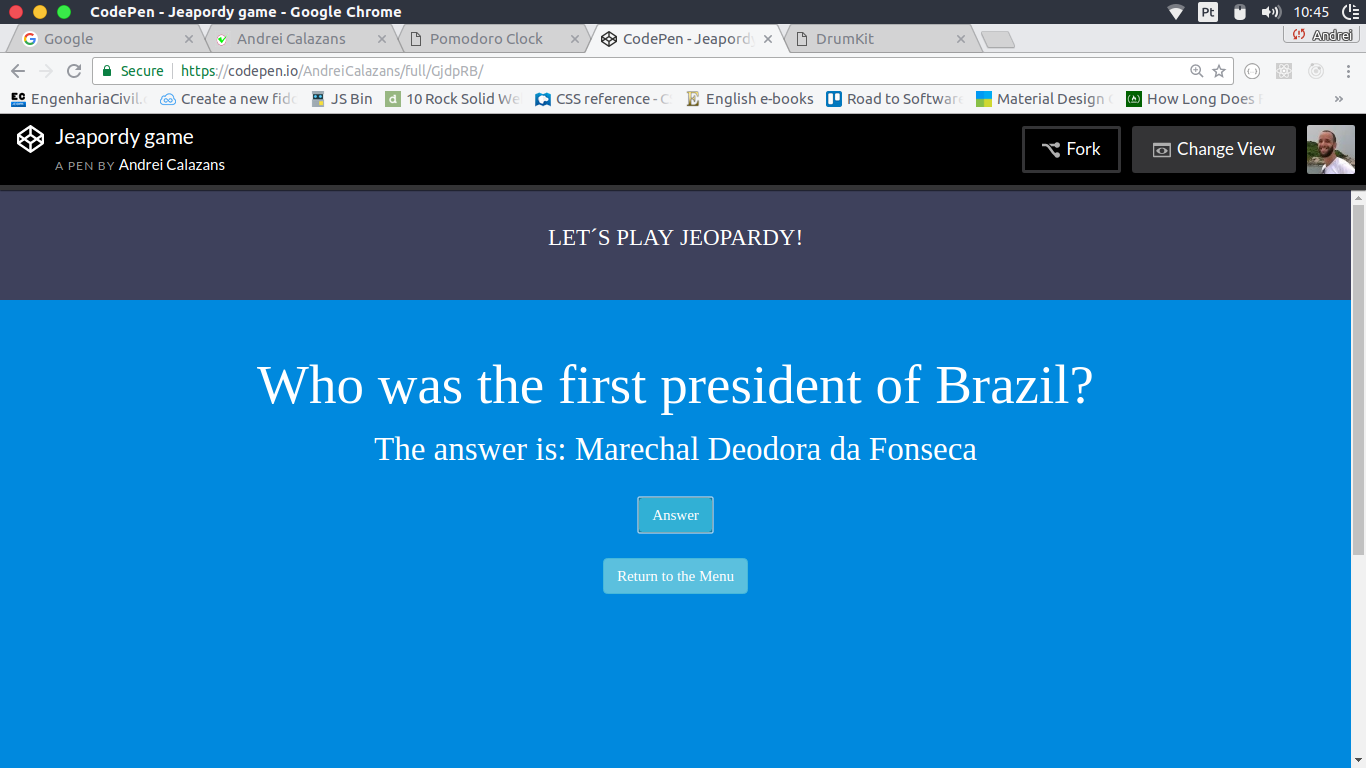 CodePen - Jeapordy game - Google Chrome
Pt
10:45
Google
Andrei Calazans
Pomodoro Clock
CodePen - Jeapordy
DrumKit
Andrei
Secure
https://codepen.io/AndreiCalazans/full/GjdpRB/
EngenhariaCivil.
Create a new fidd
JS Bin
10 Rock Solid We
CSS reference - CS
English e-books
Road to Software
Material Design
How Long Does
»
Jeapordy game
A PEN BY Andrei Calazans
Fork
Change View
LET´S PLAY JEOPARDY!
Who was the first president of Brazil?
The answer is: Marechal Deodora da Fonseca
Answer
Return to the Menu